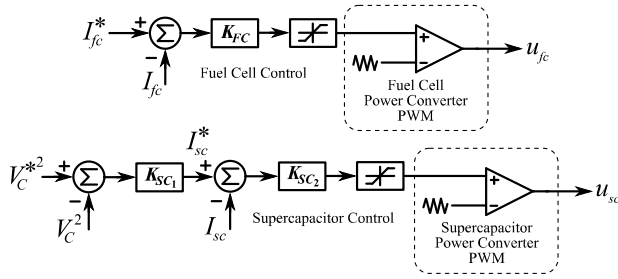 I*fc
+
Σ
−
Ifc
KFC
Fuel Cell Control
+
−
Fuel Cell
Power Converter
PWM
ufc
V*²C
+
Σ
−
V²C
KSC1
I*sc
+
Σ
−
Isc
KSC2
Supercapacitor Control
+
−
Supercapacitor
Power Converter
PWM
usc